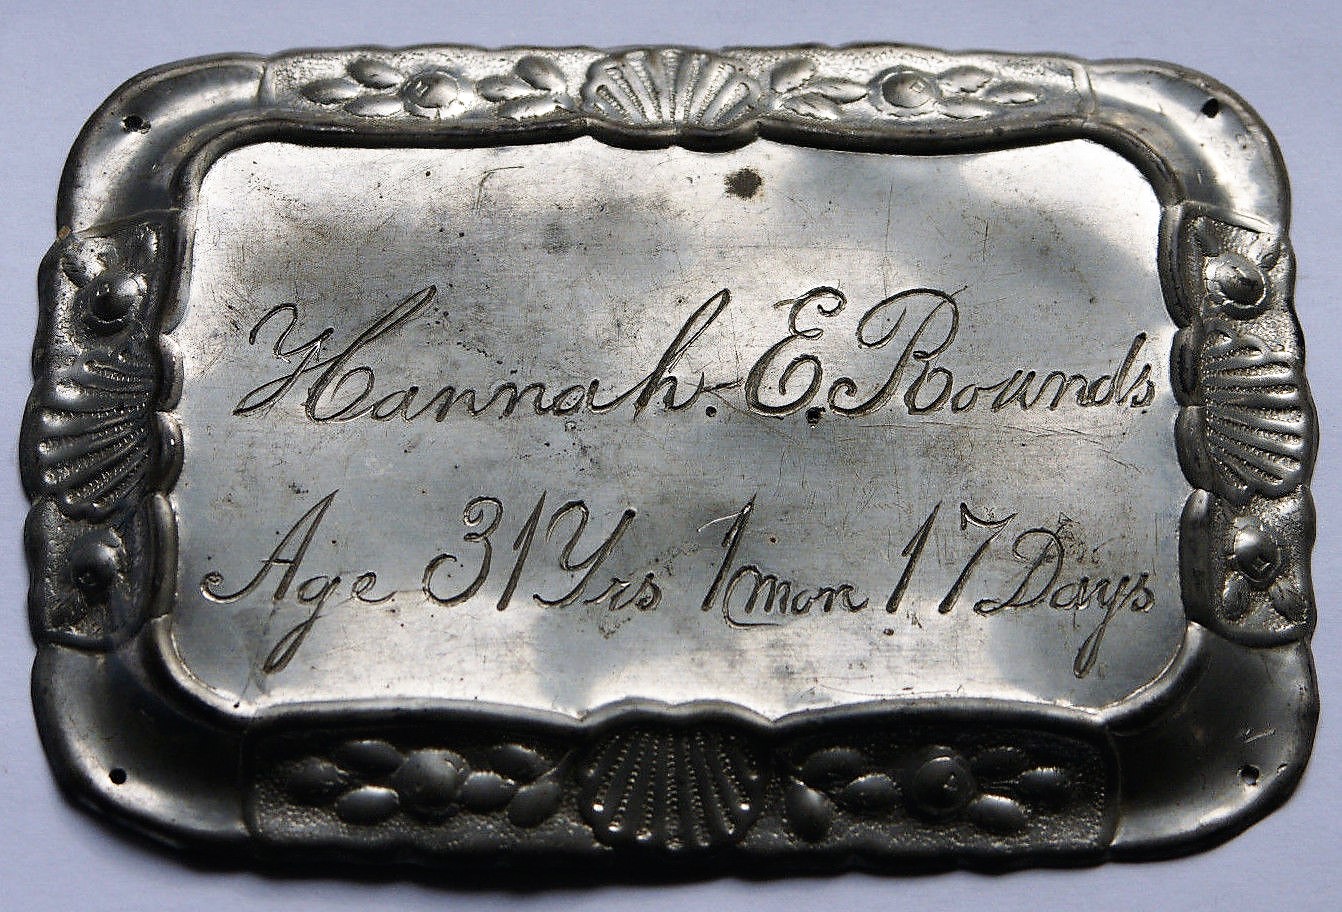 Hannah. E. Rounds
Age 31 Yrs 1 mon 17 Days